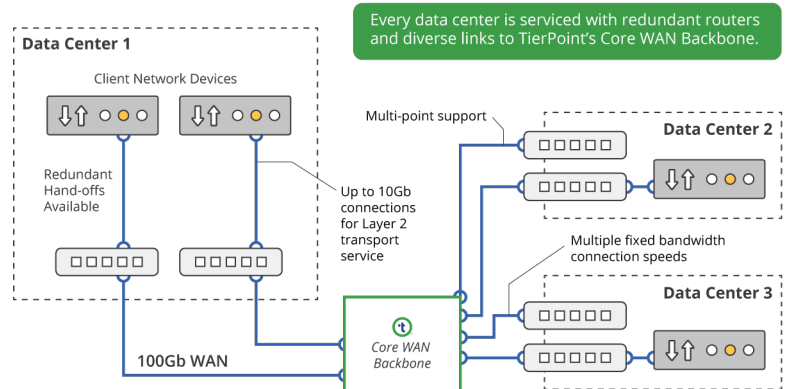 Every data center is serviced with redundant routers
and diverse links to TierPoint’s Core WAN Backbone.
Data Center 1
Client Network Devices
Redundant
Hand-offs
Available
Up to 10Gb
connections
for Layer 2
transport
service
100Gb WAN
t
Core WAN
Backbone
Multi-point support
Data Center 2
Multiple fixed bandwidth
connection speeds
Data Center 3